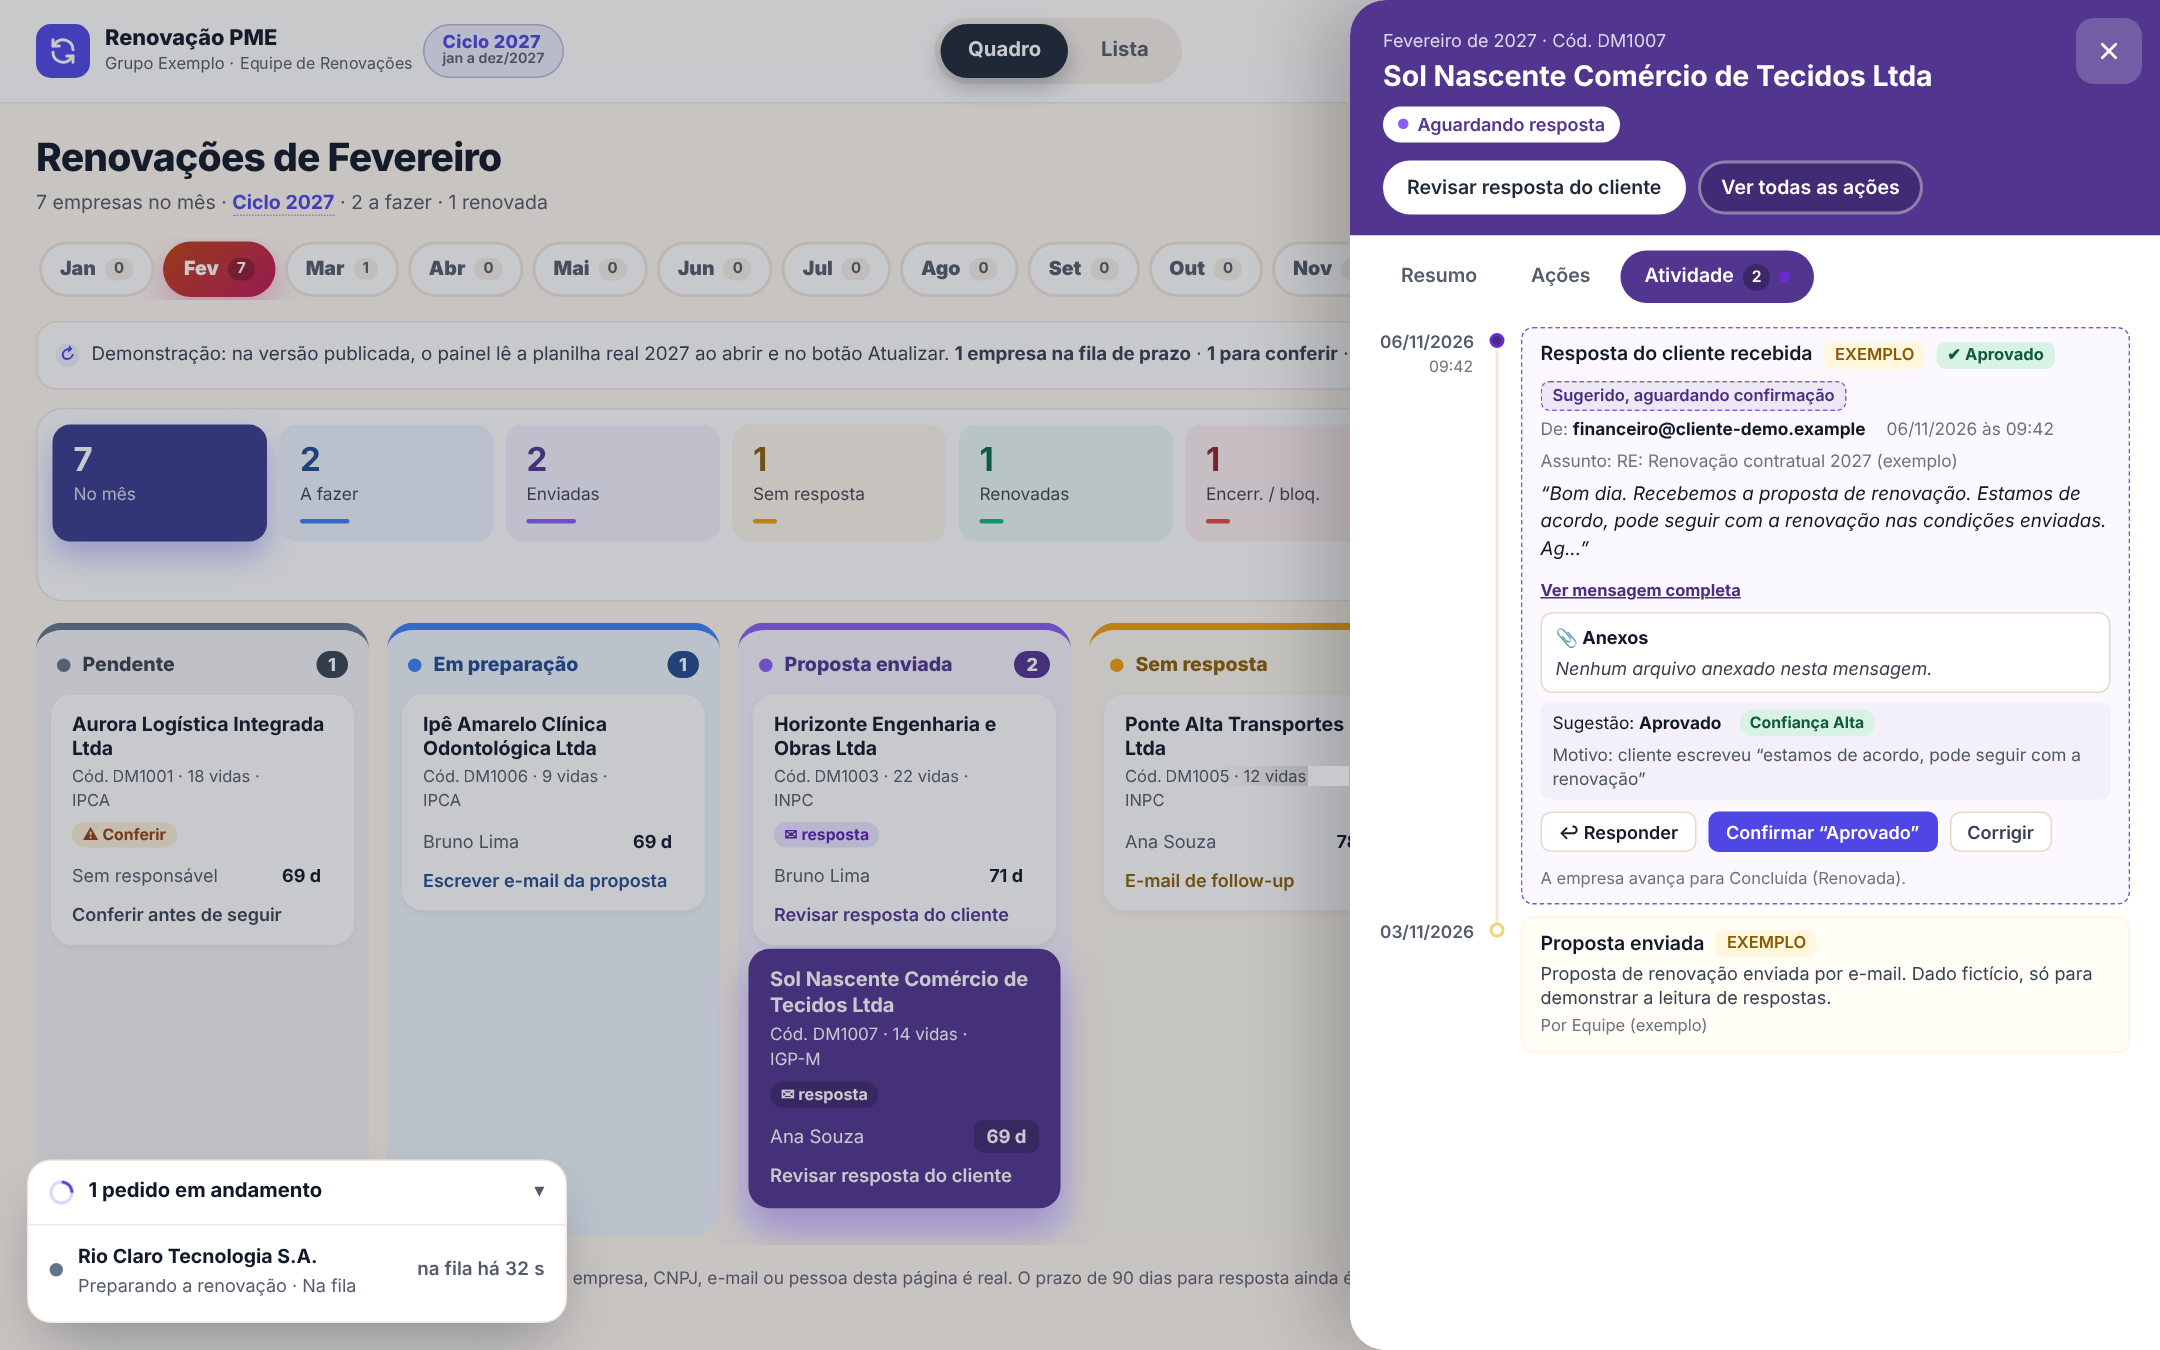 Renovação PME
Grupo Exemplo · Equipe de Renovações
Ciclo 2027
jan a dez/2027
Quadro
Lista
Renovações de Fevereiro
7 empresas no mês · Ciclo 2027 · 2 a fazer · 1 renovada
Jan 0
Fev 7
Mar 1
Abr 0
Mai 0
Jun 0
Jul 0
Ago 0
Set 0
Out 0
Nov
Demonstração: na versão publicada, o painel lê a planilha real 2027 ao abrir e no botão Atualizar. 1 empresa na fila de prazo · 1 para conferir ·
7
No mês
2
A fazer
2
Enviadas
1
Sem resposta
1
Renovadas
1
Encerr. / bloq.
Pendente 1
Aurora Logística Integrada
Ltda
Cód. DM1001 · 18 vidas ·
IPCA
⚠ Conferir
Sem responsável 69 d
Conferir antes de seguir
Em preparação 1
Ipê Amarelo Clínica
Odontológica Ltda
Cód. DM1006 · 9 vidas ·
IPCA
Bruno Lima 69 d
Escrever e-mail da proposta
Proposta enviada 2
Horizonte Engenharia e
Obras Ltda
Cód. DM1003 · 22 vidas ·
INPC
✉ resposta
Bruno Lima 71 d
Revisar resposta do cliente
Sol Nascente Comércio de
Tecidos Ltda
Cód. DM1007 · 14 vidas ·
IGP-M
✉ resposta
Ana Souza 69 d
Revisar resposta do cliente
Sem resposta
Ponte Alta Transportes
Ltda
Cód. DM1005 · 12 vidas
INPC
Ana Souza
E-mail de follow-up
1 pedido em andamento ▼
Rio Claro Tecnologia S.A.
Preparando a renovação · Na fila
na fila há 32 s
empresa, CNPJ, e-mail ou pessoa desta página é real. O prazo de 90 dias para resposta ainda é
Fevereiro de 2027 · Cód. DM1007
Sol Nascente Comércio de Tecidos Ltda
Aguardando resposta
Revisar resposta do cliente
Ver todas as ações
Resumo
Ações
Atividade 2
06/11/2026
09:42
Resposta do cliente recebida EXEMPLO ✔ Aprovado
Sugerido, aguardando confirmação
De: financeiro@cliente-demo.example 06/11/2026 às 09:42
Assunto: RE: Renovação contratual 2027 (exemplo)
“Bom dia. Recebemos a proposta de renovação. Estamos de
acordo, pode seguir com a renovação nas condições enviadas.
Ag...”
Ver mensagem completa
📎 Anexos
Nenhum arquivo anexado nesta mensagem.
Sugestão: Aprovado Confiança Alta
Motivo: cliente escreveu “estamos de acordo, pode seguir com a
renovação”
↩ Responder
Confirmar “Aprovado”
Corrigir
A empresa avança para Concluída (Renovada).
03/11/2026
Proposta enviada EXEMPLO
Proposta de renovação enviada por e-mail. Dado fictício, só para
demonstrar a leitura de respostas.
Por Equipe (exemplo)